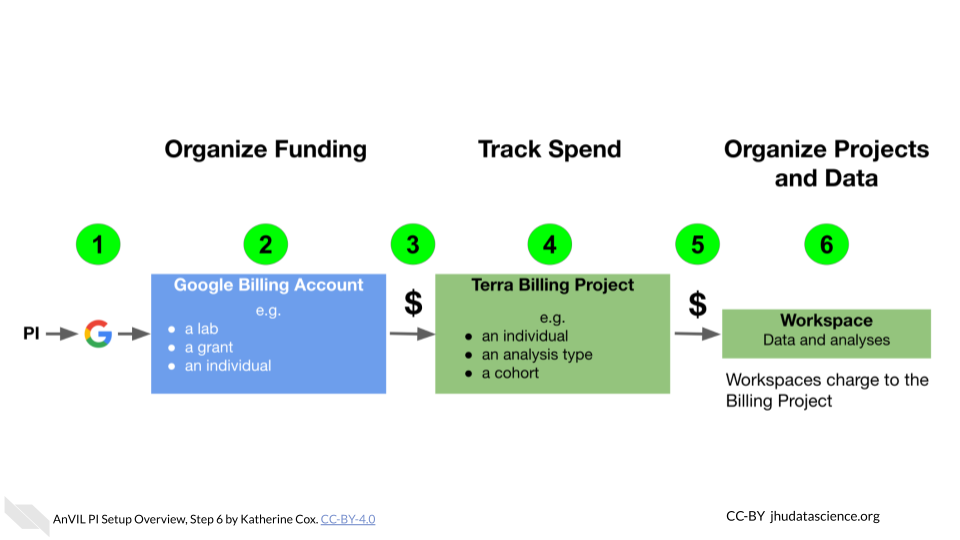 Organize Funding
Track Spend
Organize Projects
and Data
1
2
3
4
5
6
PI
G
Google Billing Account
e.g.
● a lab
● a grant
● an individual
$
Terra Billing Project
e.g.
● an individual
● an analysis type
● a cohort
$
Workspace
Data and analyses
Workspaces charge to the
Billing Project
AnVIL PI Setup Overview, Step 6 by Katherine Cox. CC-BY-4.0
CC-BY jhudatascience.org